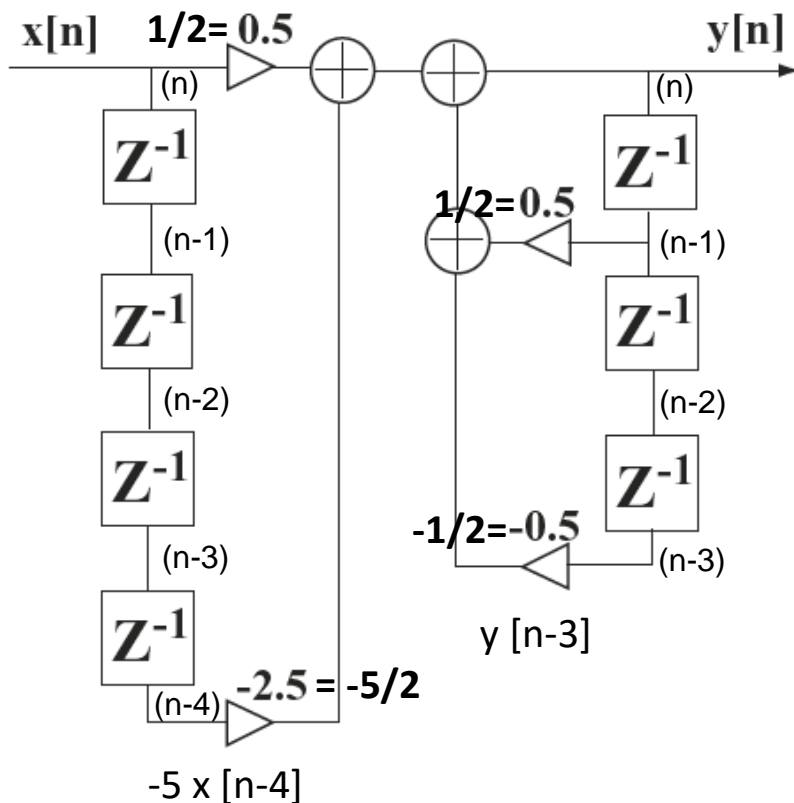 x[n]
1/2= 0.5
y[n]
(n)
(n)
Z⁻¹
Z⁻¹
1/2= 0.5
(n-1)
(n-1)
Z⁻¹
Z⁻¹
(n-2)
(n-2)
Z⁻¹
Z⁻¹
-1/2=-0.5
(n-3)
(n-3)
Z⁻¹
y [n-3]
-2.5 = -5/2
(n-4)
-5 x [n-4]